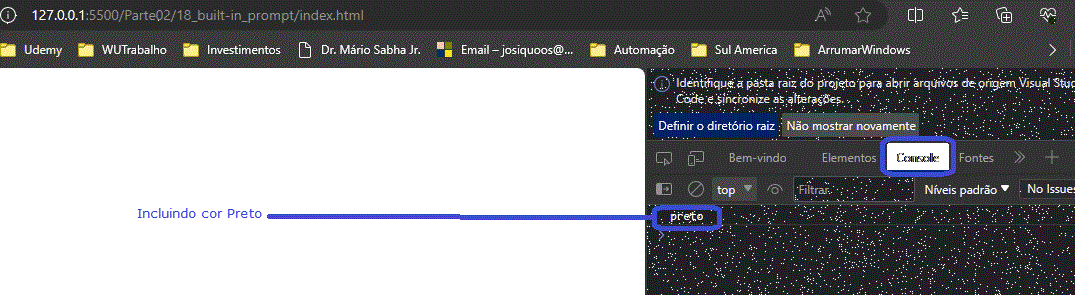 127.0.0.1:5500/Parte02/18_built-in_prompt/index.html
Udemy WUTrabalho Investimentos Dr. Mário Sabha Jr. Email – josiquoos@... Automação Sul America ArrumarWindows
Identifique a pasta raiz do projeto para abrir arquivos de origem Visual Stu
Code e sincronize as alterações.
Definir o diretório raiz Não mostrar novamente
Bem-vindo Elementos Console Fontes
top Filtrar Níveis padrão No Issues
Incluindo cor Preto
preto